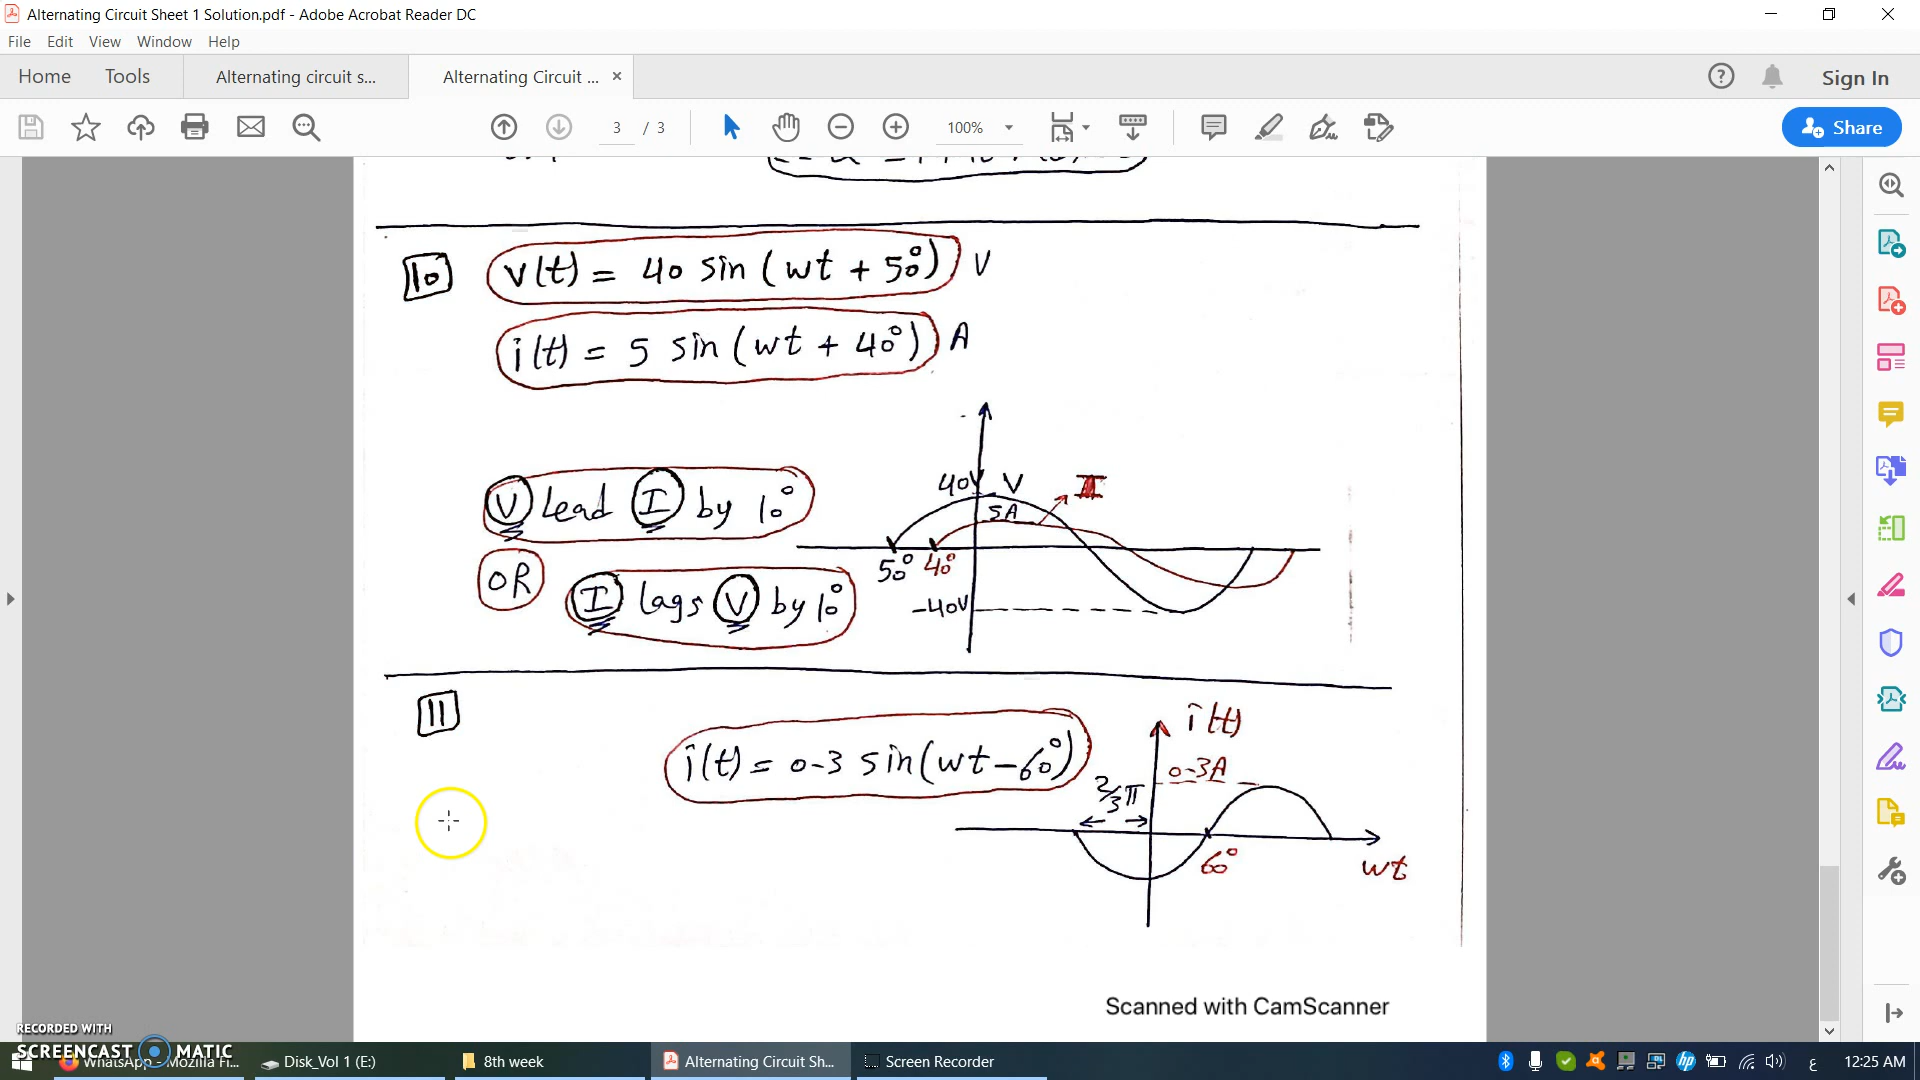 Alternating Circuit Sheet 1 Solution.pdf - Adobe Acrobat Reader DC
File Edit View Window Help
Home Tools Alternating circuit s... Alternating Circuit ... × Sign In
3 / 3 100% Share
10 v(t) = 40 sin (wt + 50°) V
i(t) = 5 sin (wt + 40°) A
40V V I
5A
V Lead I by 10°
50° 40°
OR
I lags V by 10°
-40V
11
i(t)
i(t) = 0.3 sin(wt - 60°)
0.3A
2/3 π
60°
wt
Scanned with CamScanner
RECORDED WITH
SCREENCAST MATIC
WhatsApp - Mozilla Fi... Disk_Vol 1 (E:) 8th week Alternating Circuit Sh... Screen Recorder hp ع 12:25 AM